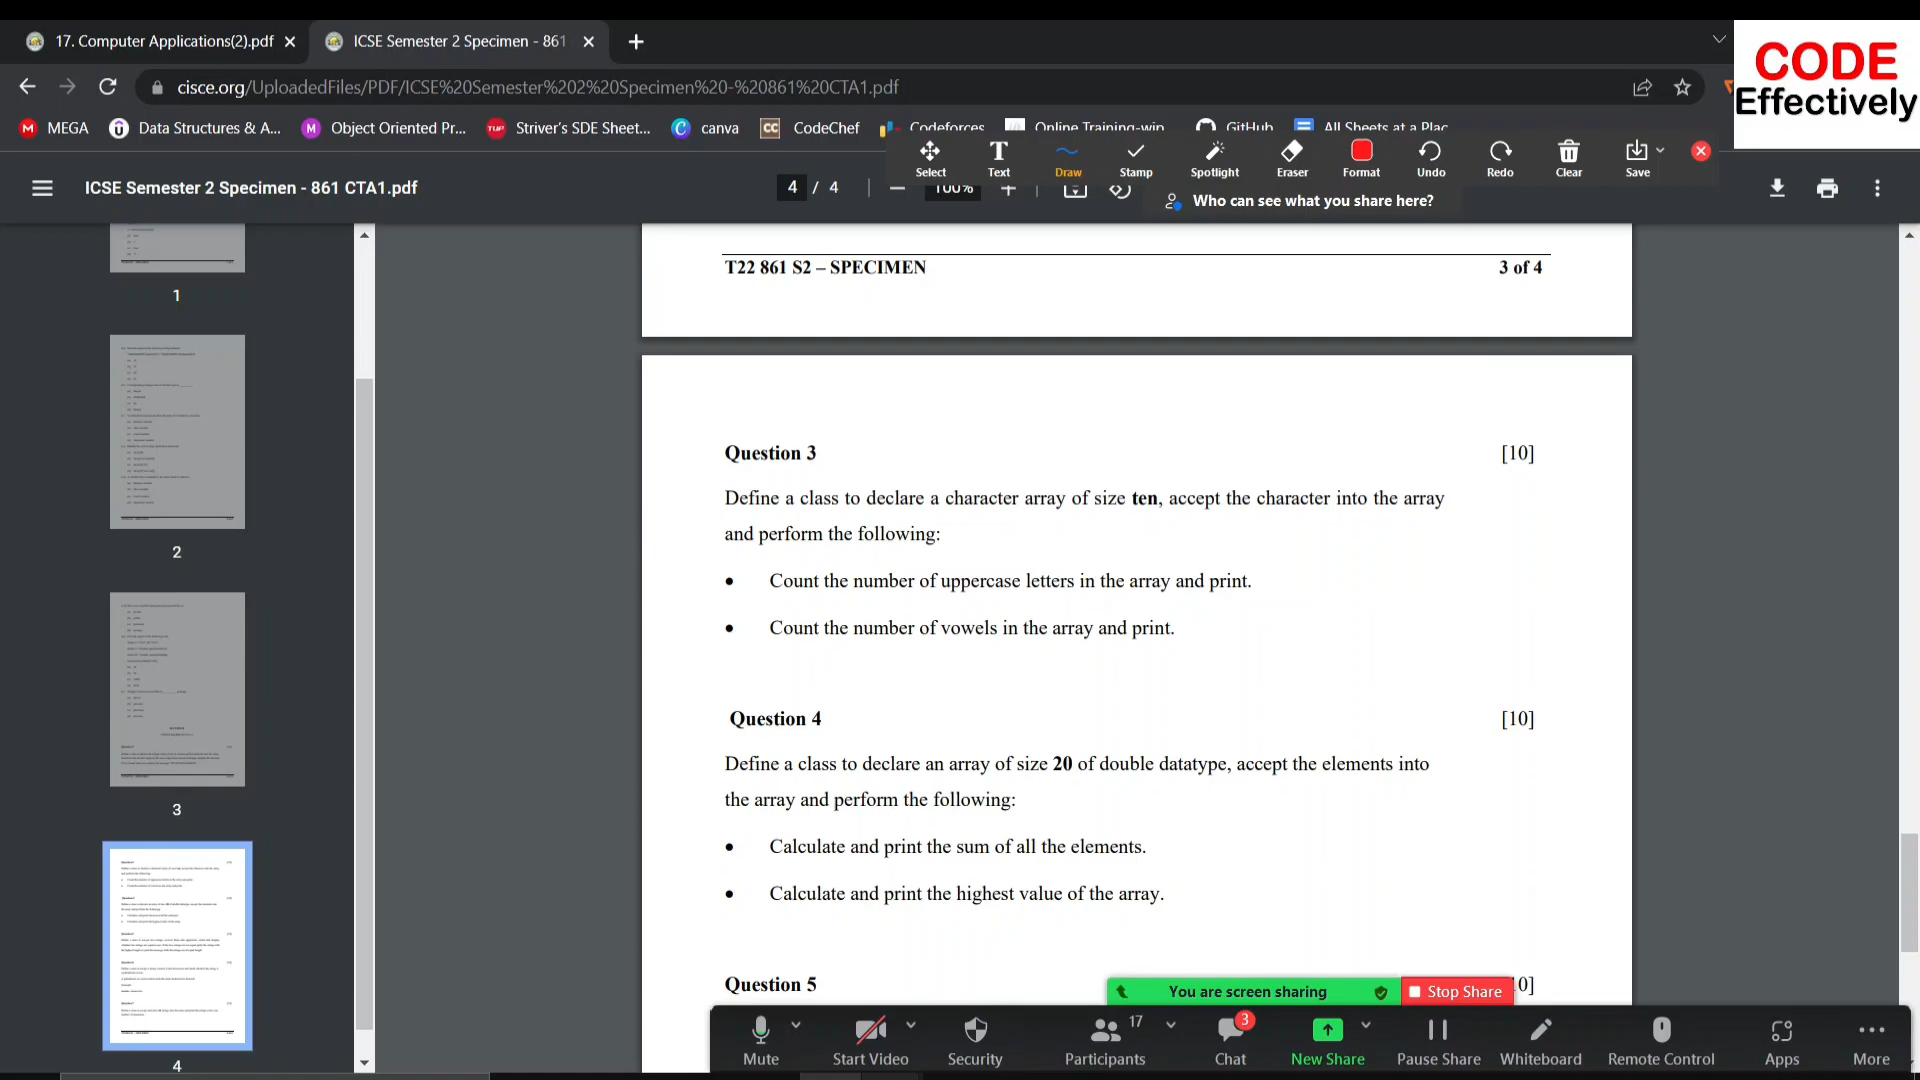 17. Computer Applications(2).pdf
ICSE Semester 2 Specimen - 861
CODE
Effectively
cisce.org/UploadedFiles/PDF/ICSE%20Semester%202%20Specimen%20-%20861%20CTA1.pdf
MEGA
Data Structures & A...
Object Oriented Pr...
TUF
Striver's SDE Sheet...
canva
CC
CodeChef
Codeforces
Online Training-win
GitHub
All Sheets at a Plac
Select
Text
Draw
Stamp
Spotlight
Eraser
Format
Undo
Redo
Clear
Save
ICSE Semester 2 Specimen - 861 CTA1.pdf
4 / 4
100%
Who can see what you share here?
1
2
3
4
T22 861 S2 – SPECIMEN 3 of 4
Question 3 [10]
Define a class to declare a character array of size ten, accept the character into the array
and perform the following:
• Count the number of uppercase letters in the array and print.
• Count the number of vowels in the array and print.
Question 4 [10]
Define a class to declare an array of size 20 of double datatype, accept the elements into
the array and perform the following:
• Calculate and print the sum of all the elements.
• Calculate and print the highest value of the array.
Question 5 0]
You are screen sharing
Stop Share
Mute
Start Video
Security
17
Participants
3
Chat
New Share
Pause Share
Whiteboard
Remote Control
Apps
More